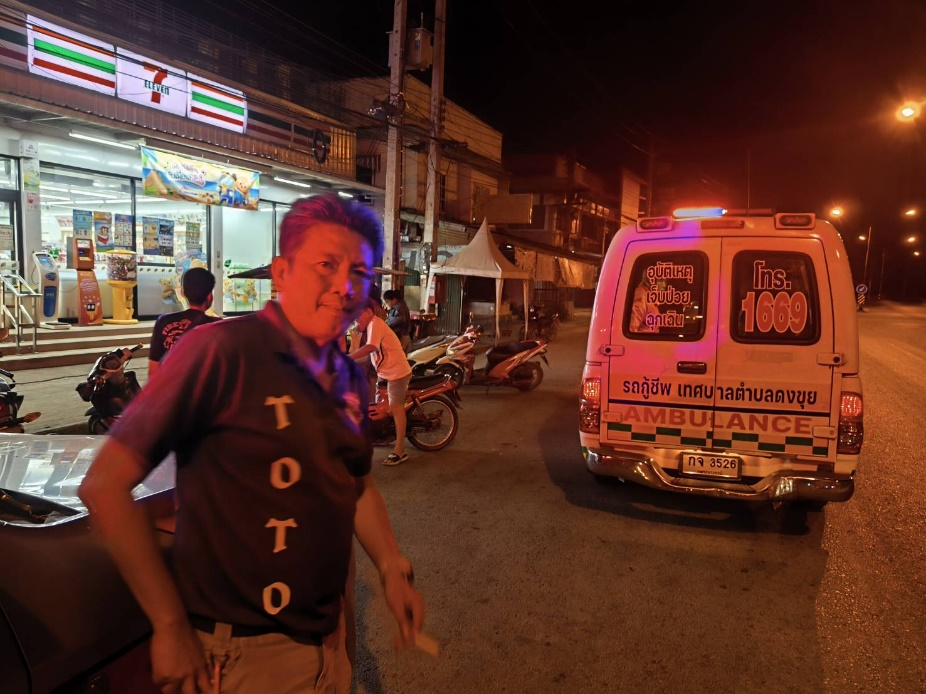 7
ELEVEN
TOTO
อุบัติเหตุ
เจ็บป่วย
ฉุกเฉิน
โทร.
1669
รถกู้ชีพ เทศบาลตำบลดงขุย
AMBULANCE
กจ 3526